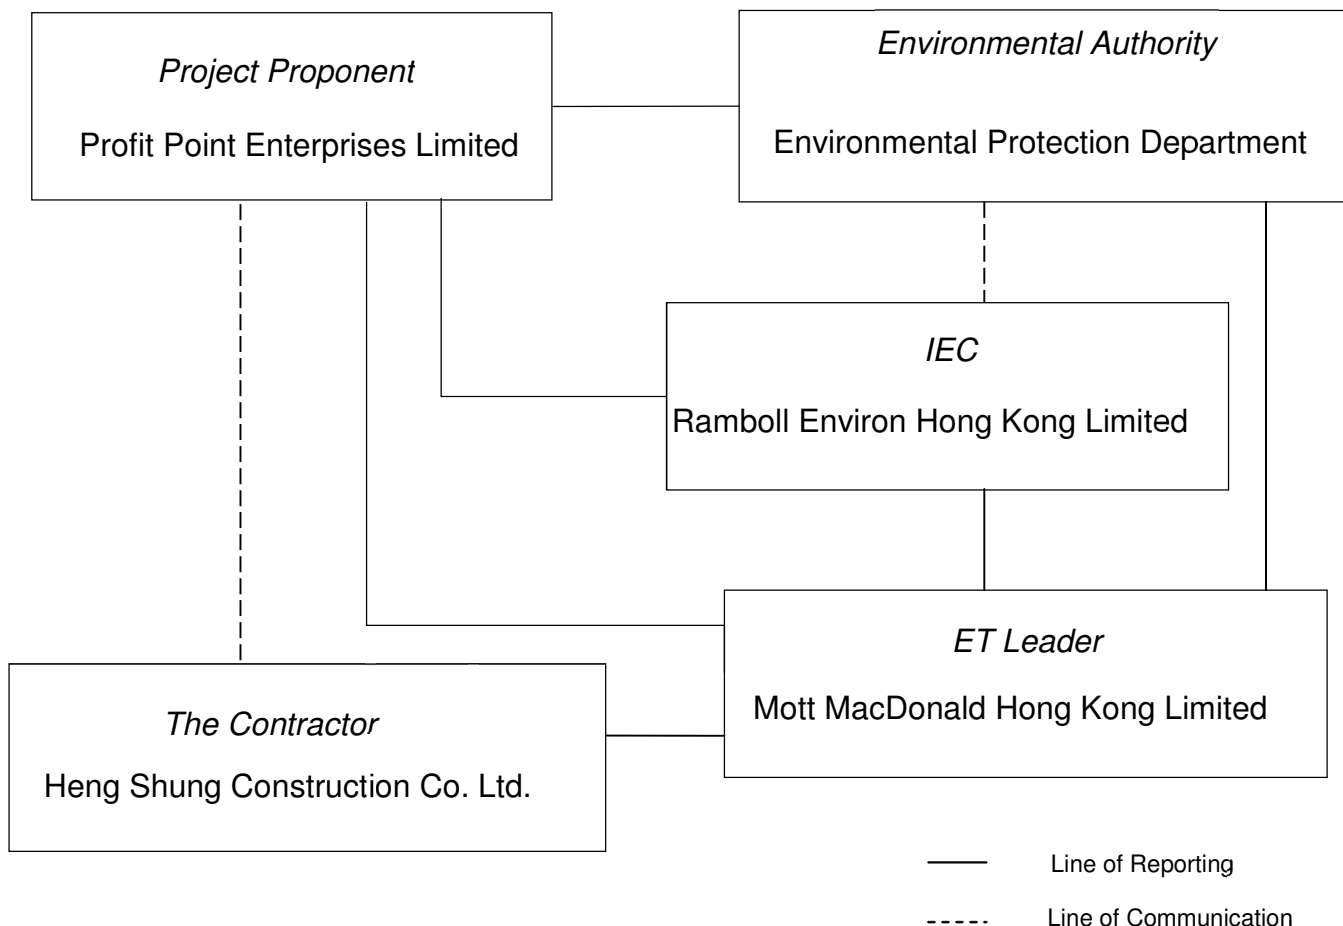 Project Proponent
Profit Point Enterprises Limited
Environmental Authority
Environmental Protection Department
IEC
Ramboll Environ Hong Kong Limited
ET Leader
Mott MacDonald Hong Kong Limited
The Contractor
Heng Shung Construction Co. Ltd.
Line of Reporting
Line of Communication